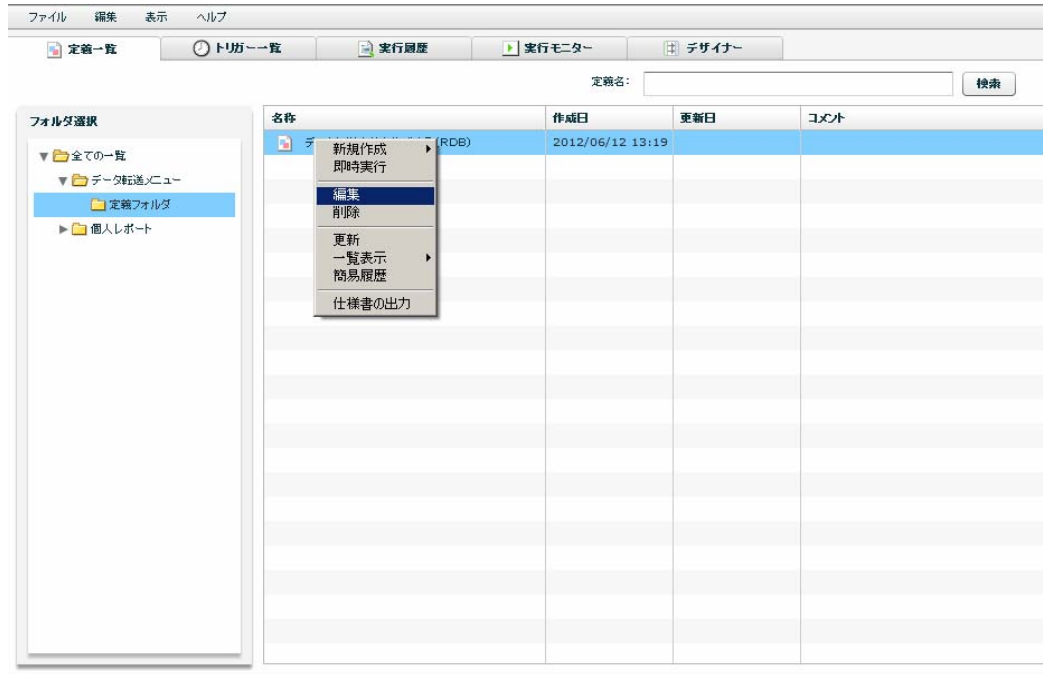 ファイル 編集 表示 ヘルプ
定義一覧 トリガー一覧 実行履歴 実行モニター デザイナー
定義名: 検索
フォルダ選択
全ての一覧
データ転送メニュー
定義フォルダ
個人レポート
名称 作成日 更新日 コメント
(RDB) 2012/06/12 13:19
新規作成
即時実行
編集
削除
更新
一覧表示
簡易履歴
仕様書の出力